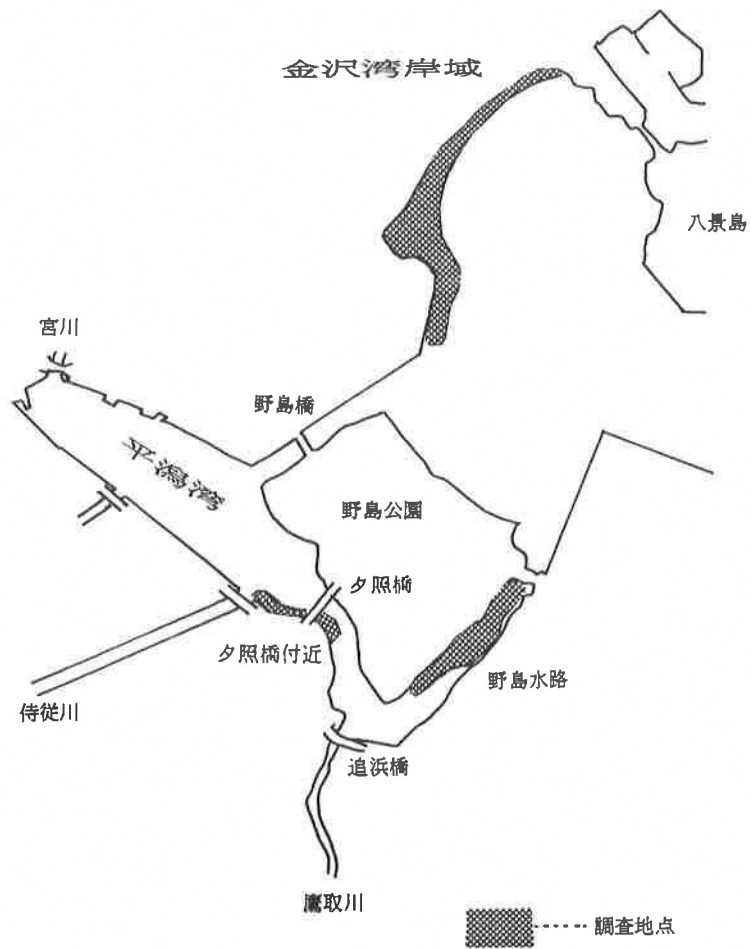 金沢湾岸域
八景島
宮川
野島橋
平潟湾
野島公園
夕照橋
夕照橋付近
野島水路
侍従川
追浜橋
鷹取川
調査地点